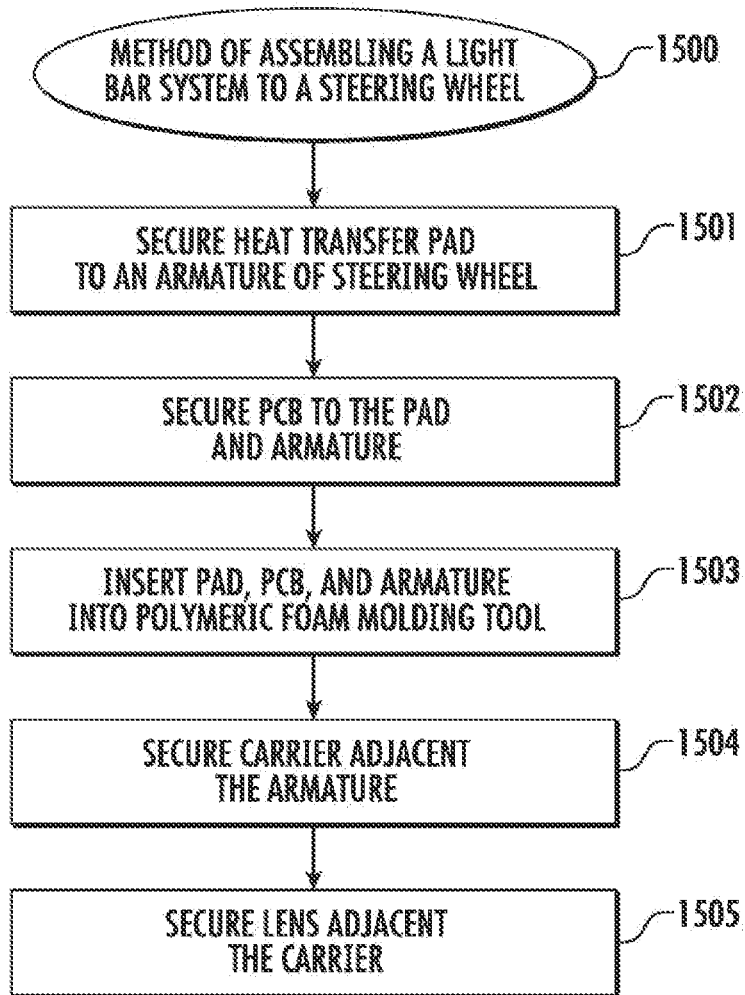 METHOD OF ASSEMBLING A LIGHT
BAR SYSTEM TO A STEERING WHEEL
1500
SECURE HEAT TRANSFER PAD
TO AN ARMATURE OF STEERING WHEEL
1501
SECURE PCB TO THE PAD
AND ARMATURE
1502
INSERT PAD, PCB, AND ARMATURE
INTO POLYMERIC FOAM MOLDING TOOL
1503
SECURE CARRIER ADJACENT
THE ARMATURE
1504
SECURE LENS ADJACENT
THE CARRIER
1505